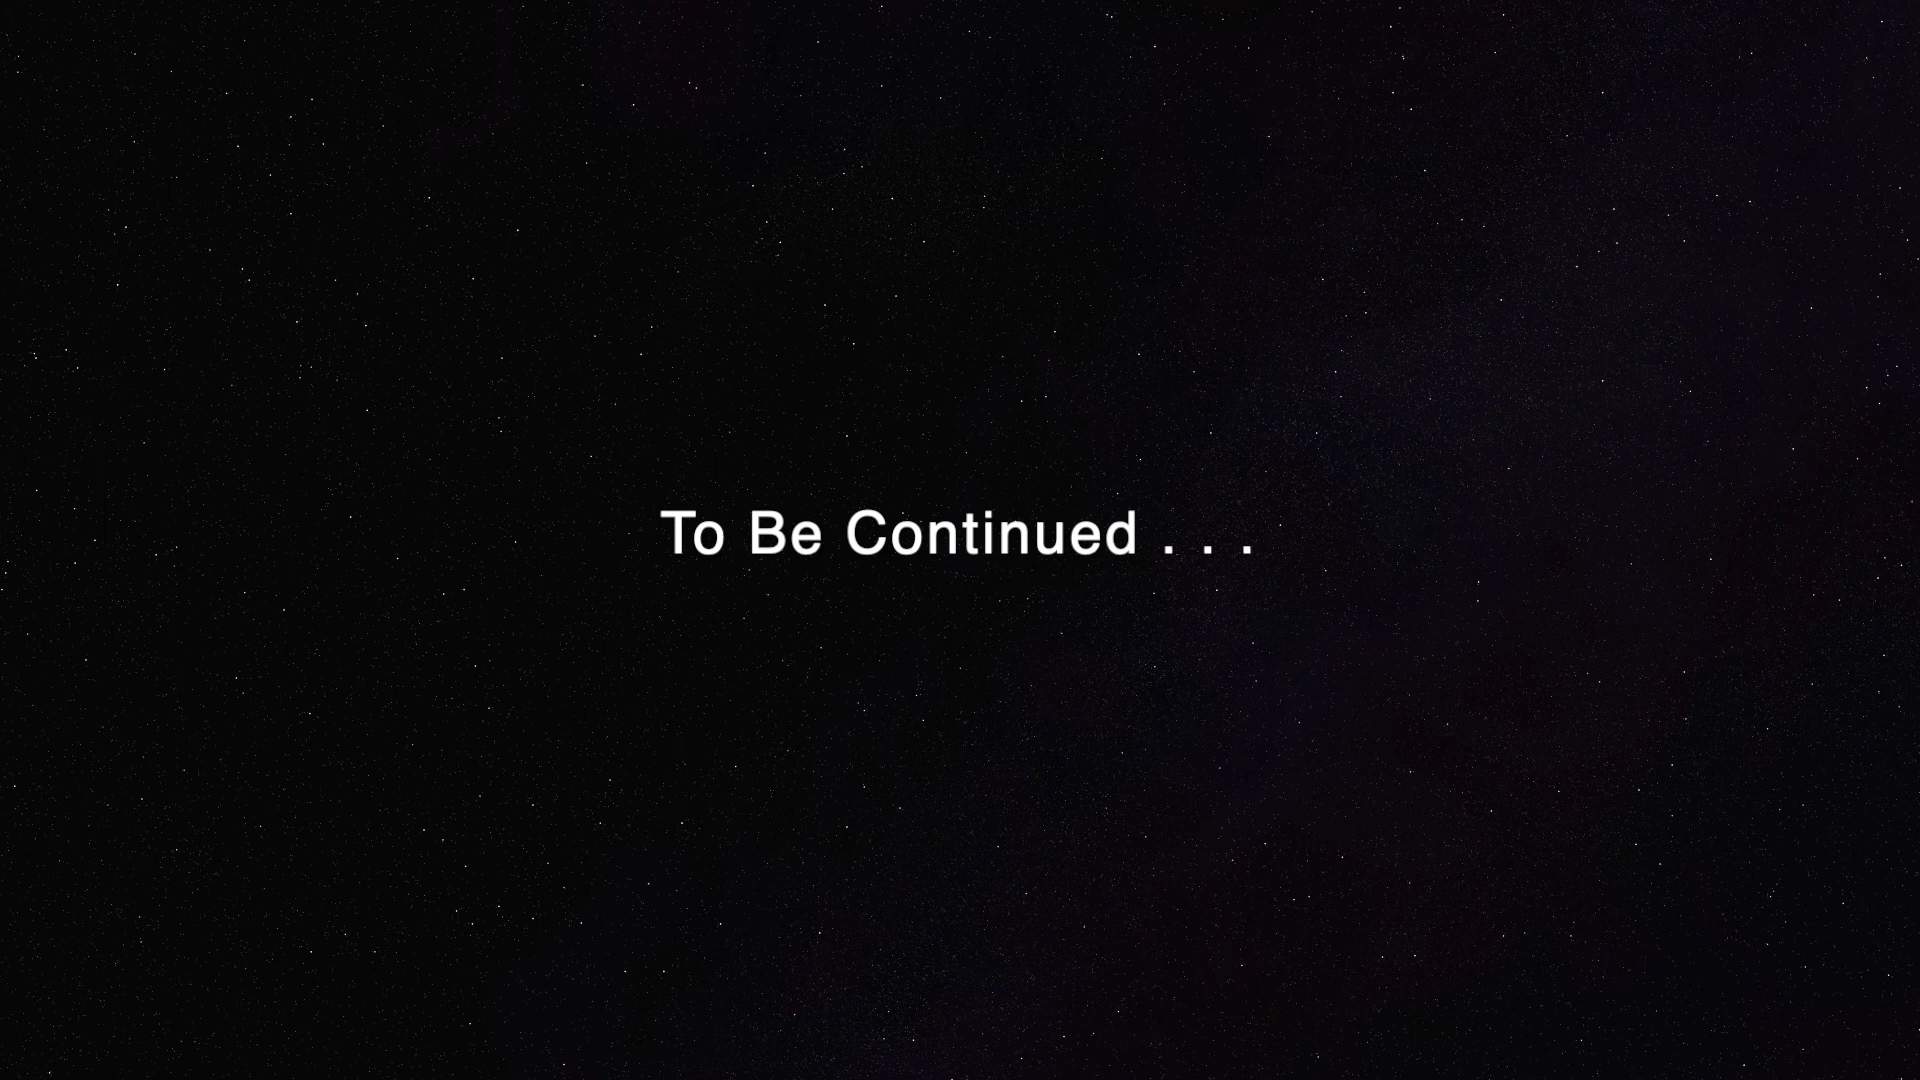 To Be Continued . . .